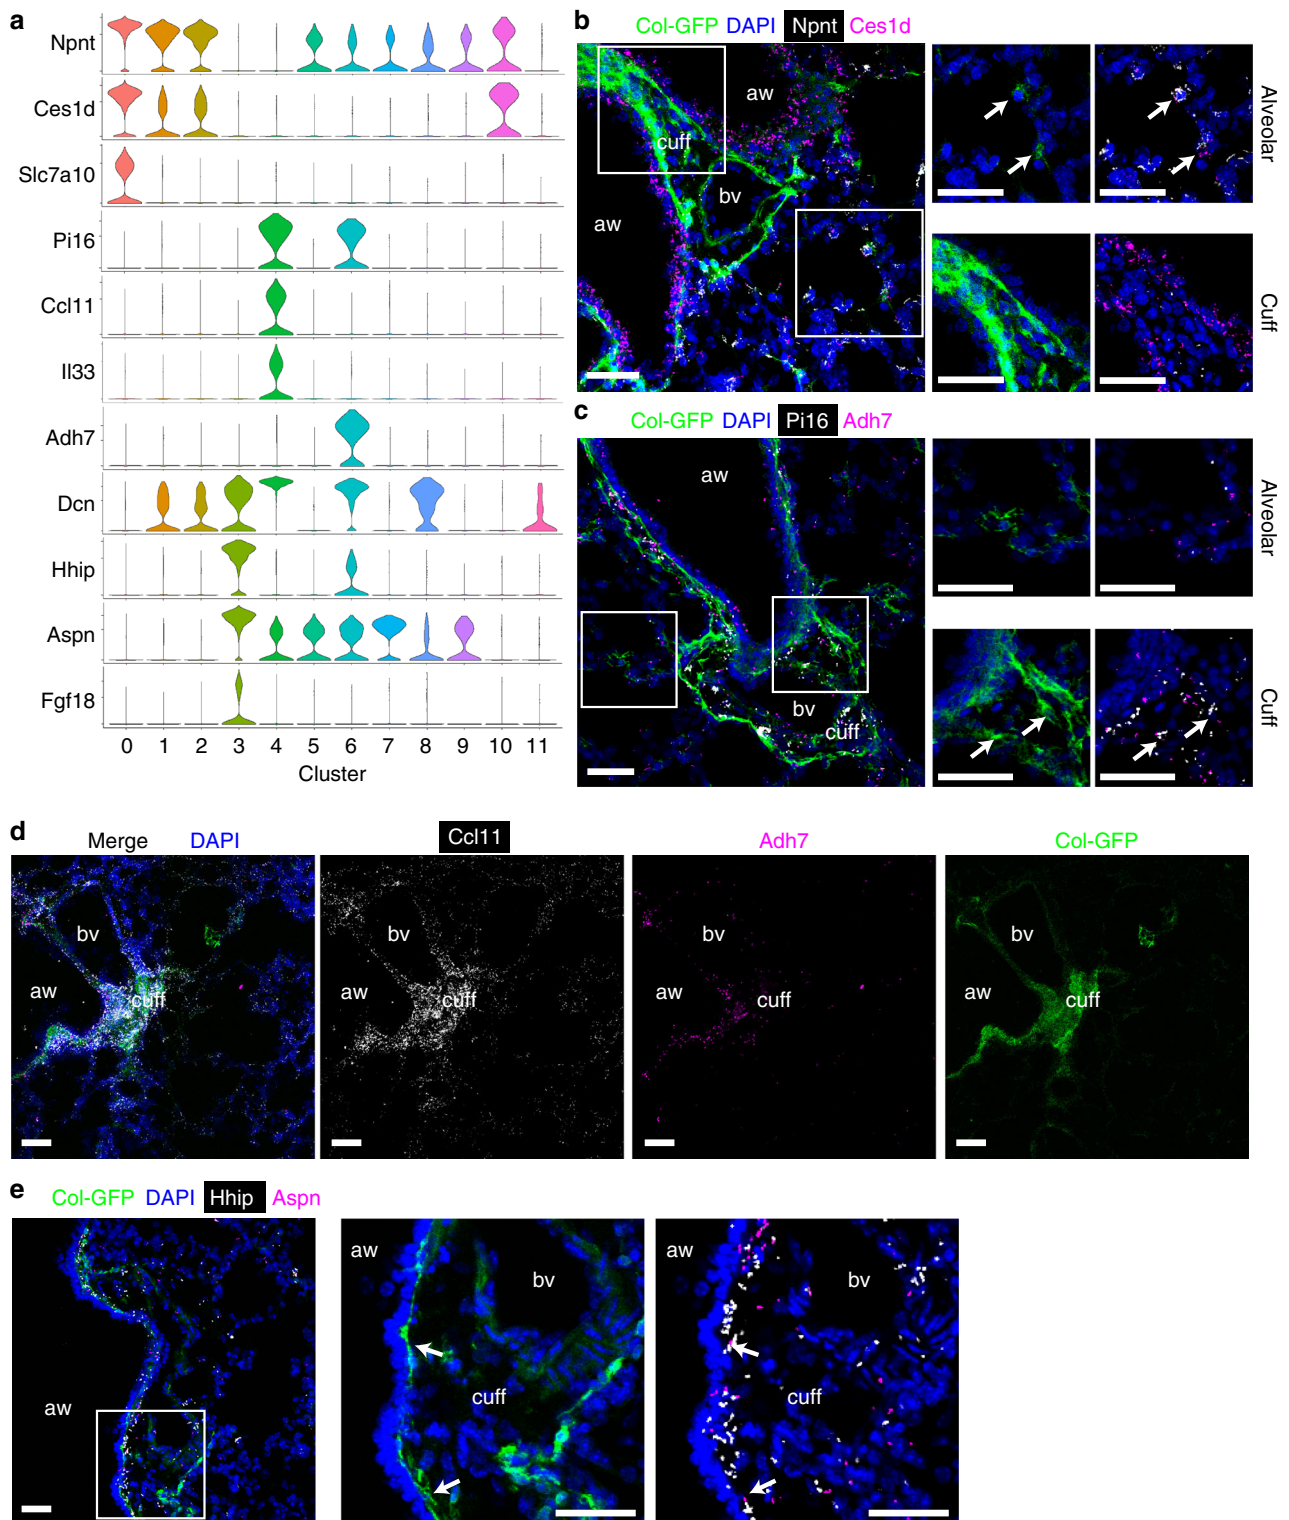 a
Npnt
Ces1d
Slc7a10
Pi16
Ccl11
Il33
Adh7
Dcn
Hhip
Aspn
Fgf18
0 1 2 3 4 5 6 7 8 9 10 11
Cluster
b
Col-GFP DAPI Npnt Ces1d
aw
cuff
bv
aw
Alveolar
Cuff
c
Col-GFP DAPI Pi16 Adh7
aw
bv
cuff
Alveolar
Cuff
d
Merge DAPI Ccl11 Adh7 Col-GFP
bv
aw
cuff
bv
aw
cuff
bv
aw
cuff
bv
aw
cuff
e
Col-GFP DAPI Hhip Aspn
aw
aw
bv
cuff
aw
bv
cuff